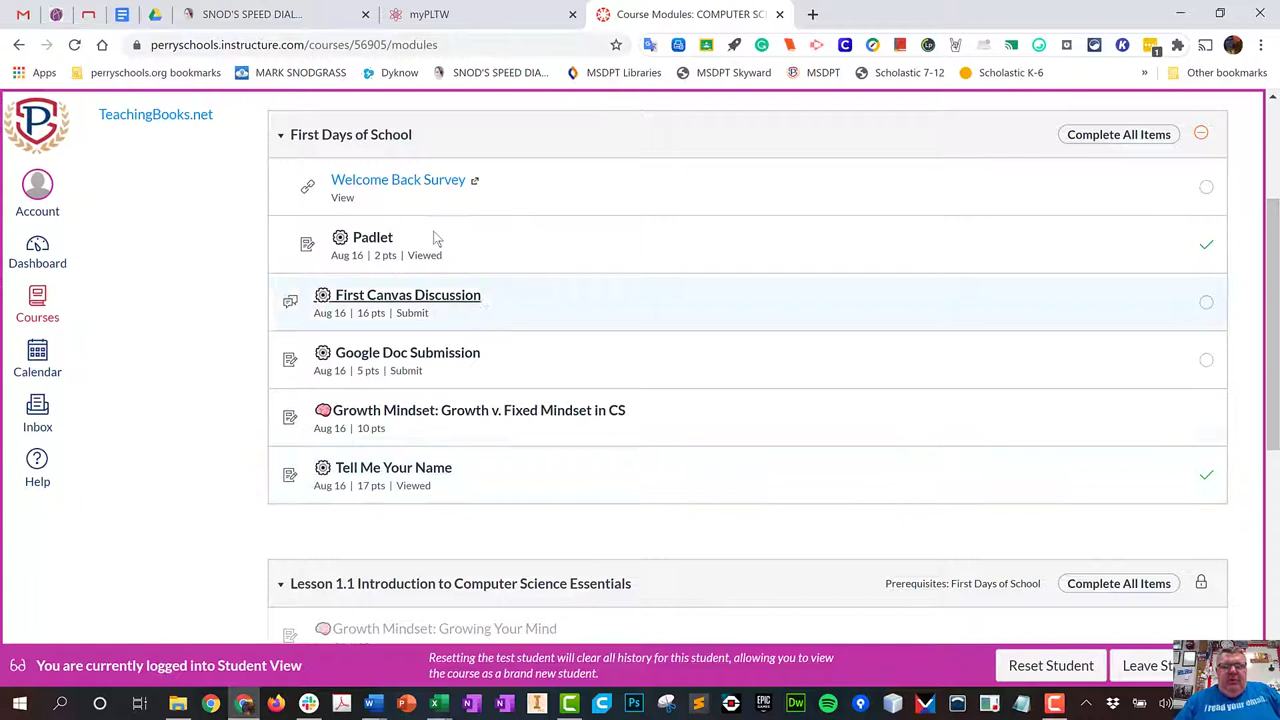 SNOD'S SPEED DIAL...
myPLTW
Course Modules: COMPUTER SCI
perryschools.instructure.com/courses/56905/modules
1
Apps
perryschools.org bookmarks
MARK SNODGRASS
Dyknow
SNOD'S SPEED DIA...
MSDPT Libraries
MSDPT Skyward
MSDPT
Scholastic 7-12
Scholastic K-6
»
Other bookmarks
P
TeachingBooks.net
First Days of School
Complete All Items
Welcome Back Survey
View
Account
Padlet
Aug 16 | 2 pts | Viewed
Dashboard
First Canvas Discussion
Aug 16 | 16 pts | Submit
Courses
Google Doc Submission
Aug 16 | 5 pts | Submit
Calendar
Growth Mindset: Growth v. Fixed Mindset in CS
Aug 16 | 10 pts
Inbox
Tell Me Your Name
Aug 16 | 17 pts | Viewed
Help
Lesson 1.1 Introduction to Computer Science Essentials
Prerequisites: First Days of School
Complete All Items
Growth Mindset: Growing Your Mind
You are currently logged into Student View
Resetting the test student will clear all history for this student, allowing you to view
the course as a brand new student.
Reset Student
Leave St
I read your email.